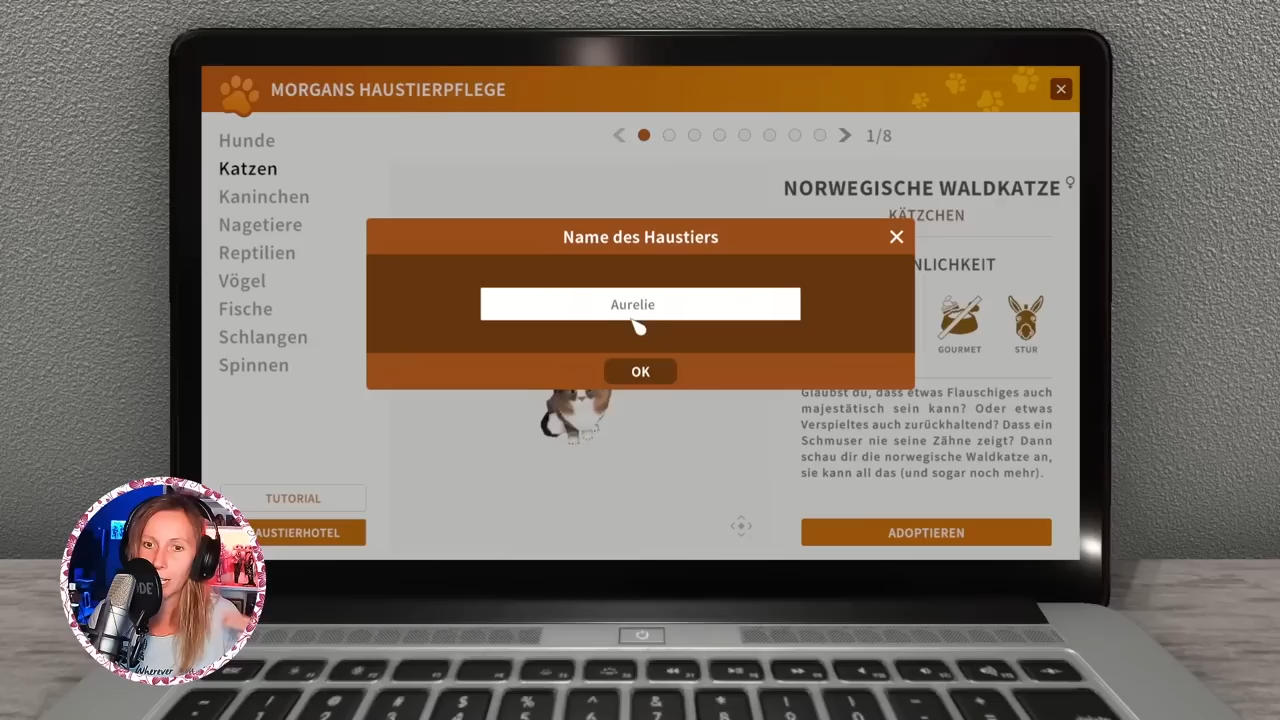 MORGANS HAUSTIERPFLEGE
Hunde
Katzen
Kaninchen
Nagetiere
Reptilien
Vögel
Fische
Schlangen
Spinnen
1/8
NORWEGISCHE WALDKATZE ♀
KÄTZCHEN
NLICHKEIT
GOURMET
STUR
Name des Haustiers
Aurelie
OK
Glaubst du, dass etwas Flauschiges auch
majestätisch sein kann? Oder etwas
Verspieltes auch zurückhaltend? Dass ein
Schmuser nie seine Zähne zeigt? Dann
schau dir die norwegische Waldkatze an,
sie kann all das (und sogar noch mehr).
TUTORIAL
AUSTIERHOTEL
ADOPTIEREN
Wherever